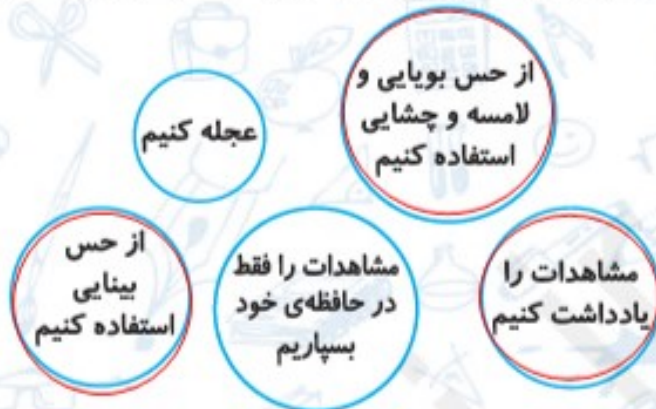 از حس بویایی و
لامسه و چشایی
استفاده کنیم
عجله کنیم
مشاهدات را
یادداشت کنیم
مشاهدات را فقط
در حافظه‌ی خود
بسپاریم
از حس
بینایی
استفاده کنیم